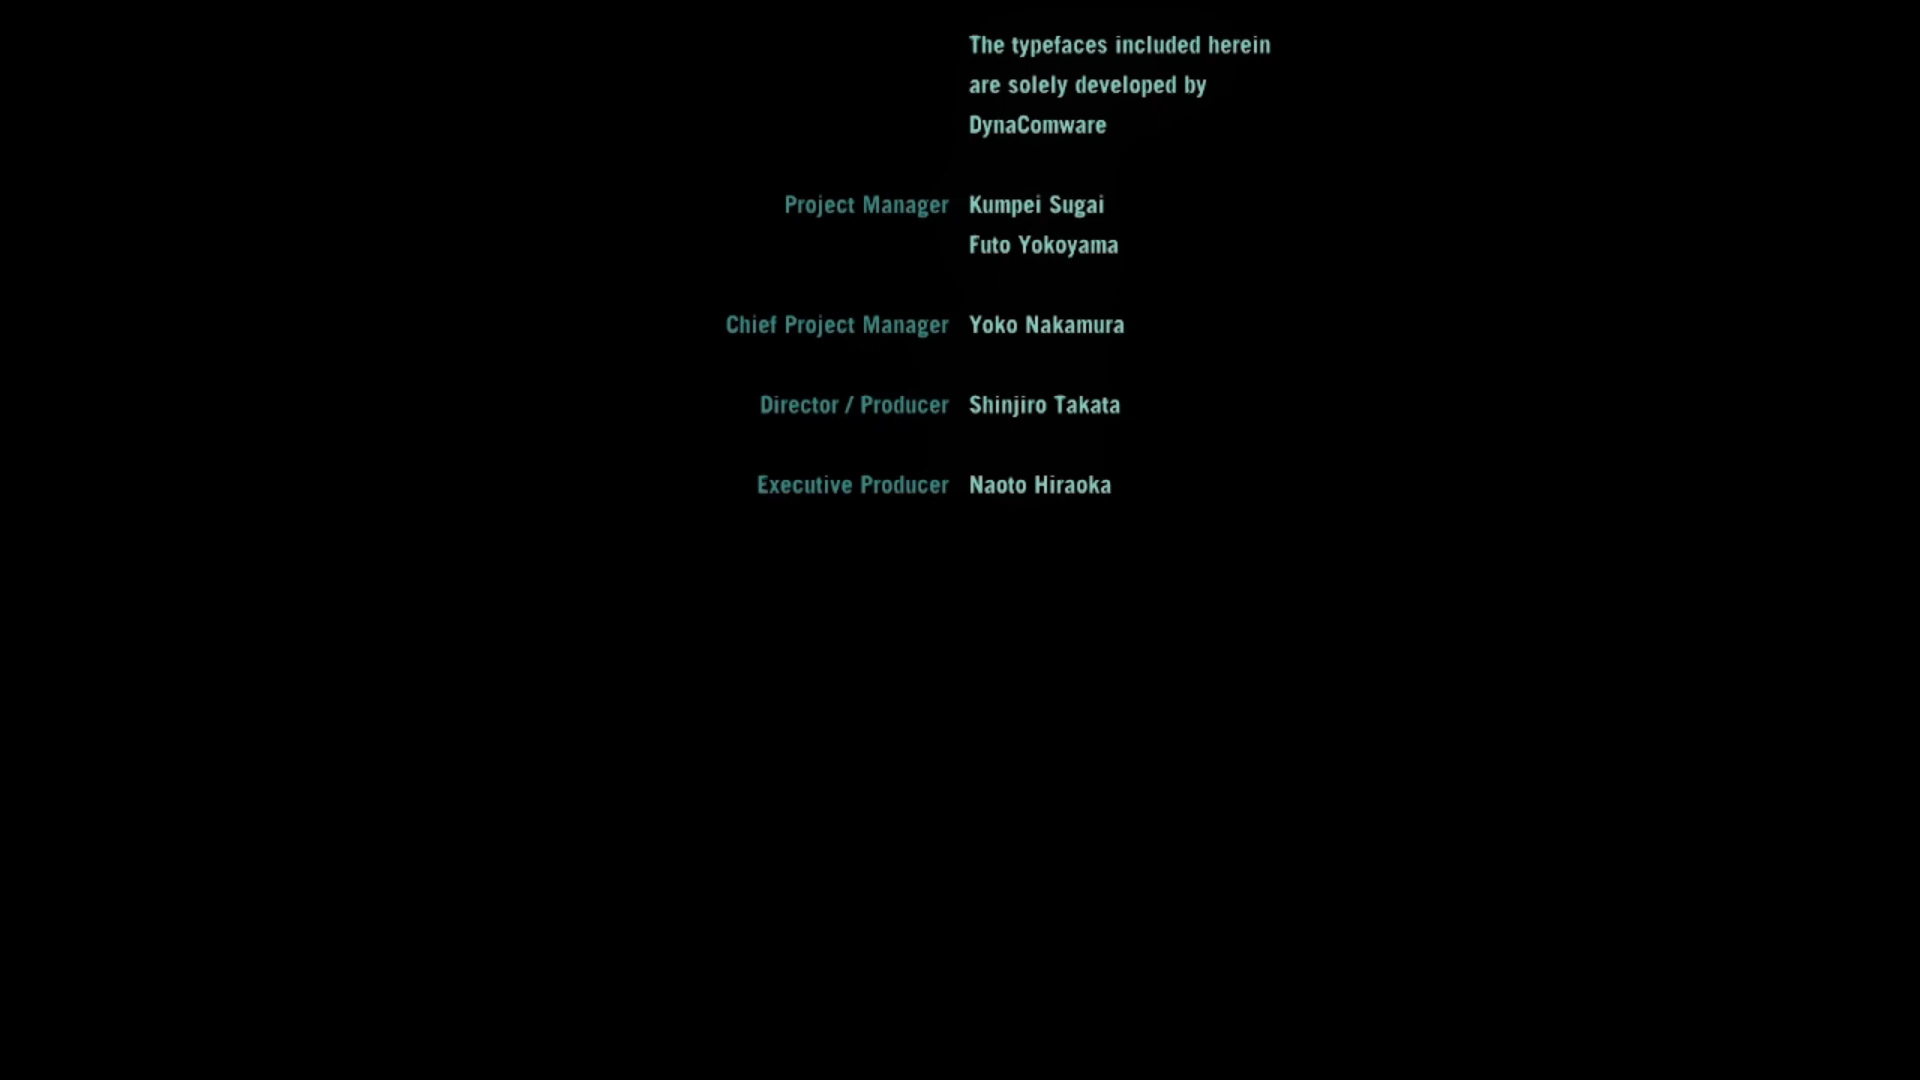 The typefaces included herein
are solely developed by
DynaComware
Project Manager Kumpei Sugai
Futo Yokoyama
Chief Project Manager Yoko Nakamura
Director / Producer Shinjiro Takata
Executive Producer Naoto Hiraoka